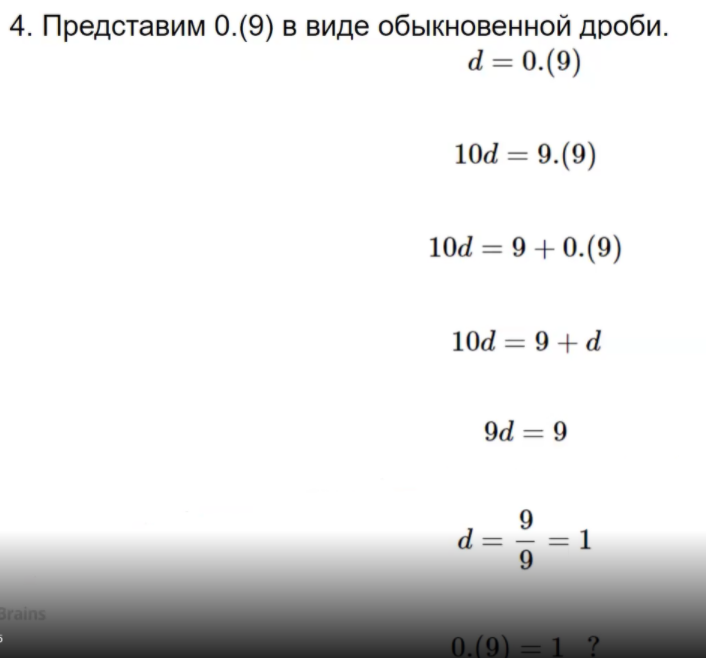 4. Представим 0.(9) в виде обыкновенной дроби.
d = 0.(9)
10d = 9.(9)
10d = 9 + 0.(9)
10d = 9 + d
9d = 9
d = 9/9 = 1
Brains
0.(9) = 1 ?